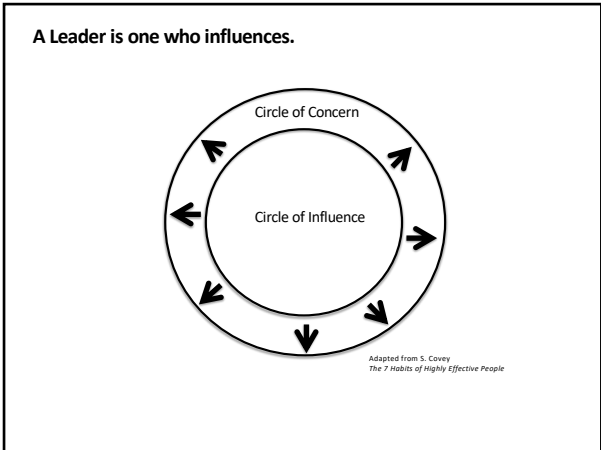 A Leader is one who influences.
Circle of Concern
Circle of Influence
Adapted from S. Covey
The 7 Habits of Highly Effective People